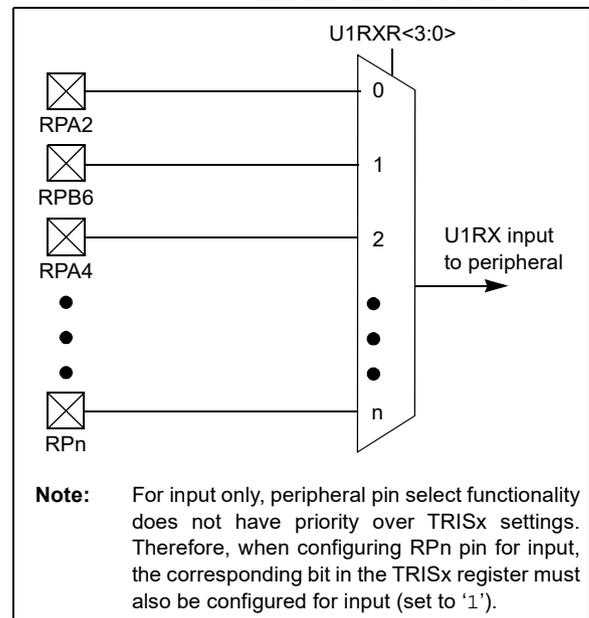 U1RXR<3:0>
RPA2
0
RPB6
1
RPA4
2
U1RX input
to peripheral
RPn
n
Note: For input only, peripheral pin select functionality
does not have priority over TRISx settings.
Therefore, when configuring RPn pin for input,
the corresponding bit in the TRISx register must
also be configured for input (set to ‘1’).